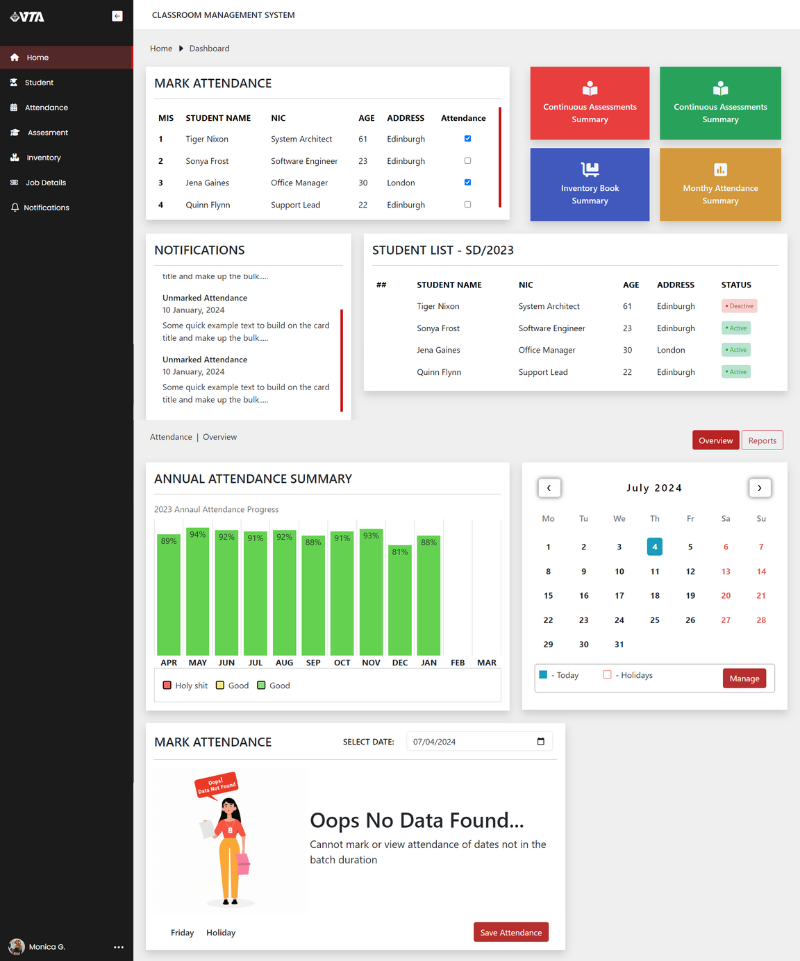 VTA
CLASSROOM MANAGEMENT SYSTEM
Home
Student
Attendance
Assesment
Inventory
Job Details
Notifications
Monica G.
Home Dashboard
MARK ATTENDANCE
MIS STUDENT NAME NIC AGE ADDRESS Attendance
1 Tiger Nixon System Architect 61 Edinburgh
2 Sonya Frost Software Engineer 23 Edinburgh
3 Jena Gaines Office Manager 30 London
4 Quinn Flynn Support Lead 22 Edinburgh
Continuous Assessments
Summary
Continuous Assessments
Summary
Inventory Book
Summary
Monthy Attendance
Summary
NOTIFICATIONS
title and make up the bulk.....
Unmarked Attendance
10 January, 2024
Some quick example text to build on the card
title and make up the bulk.....
Unmarked Attendance
10 January, 2024
Some quick example text to build on the card
title and make up the bulk.....
STUDENT LIST - SD/2023
## STUDENT NAME NIC AGE ADDRESS STATUS
Tiger Nixon System Architect 61 Edinburgh • Deactive
Sonya Frost Software Engineer 23 Edinburgh • Active
Jena Gaines Office Manager 30 London • Active
Quinn Flynn Support Lead 22 Edinburgh • Active
Attendance | Overview
Overview Reports
ANNUAL ATTENDANCE SUMMARY
2023 Annaul Attendance Progress
89% 94% 92% 91% 92% 88% 91% 93% 81% 88%
APR MAY JUN JUL AUG SEP OCT NOV DEC JAN FEB MAR
Holy shit Good Good
July 2024
Mo Tu We Th Fr Sa Su
1 2 3 4 5 6 7
8 9 10 11 12 13 14
15 16 17 18 19 20 21
22 23 24 25 26 27 28
29 30 31
- Today - Holidays Manage
MARK ATTENDANCE SELECT DATE: 07/04/2024
Oops!
Data Not Found
Oops No Data Found...
Cannot mark or view attendance of dates not in the
batch duration
Friday Holiday Save Attendance